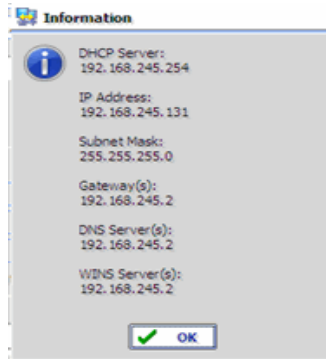 Information
DHCP Server:
192.168.245.254
IP Address:
192.168.245.131
Subnet Mask:
255.255.255.0
Gateway(s):
192.168.245.2
DNS Server(s):
192.168.245.2
WINS Server(s):
192.168.245.2
OK